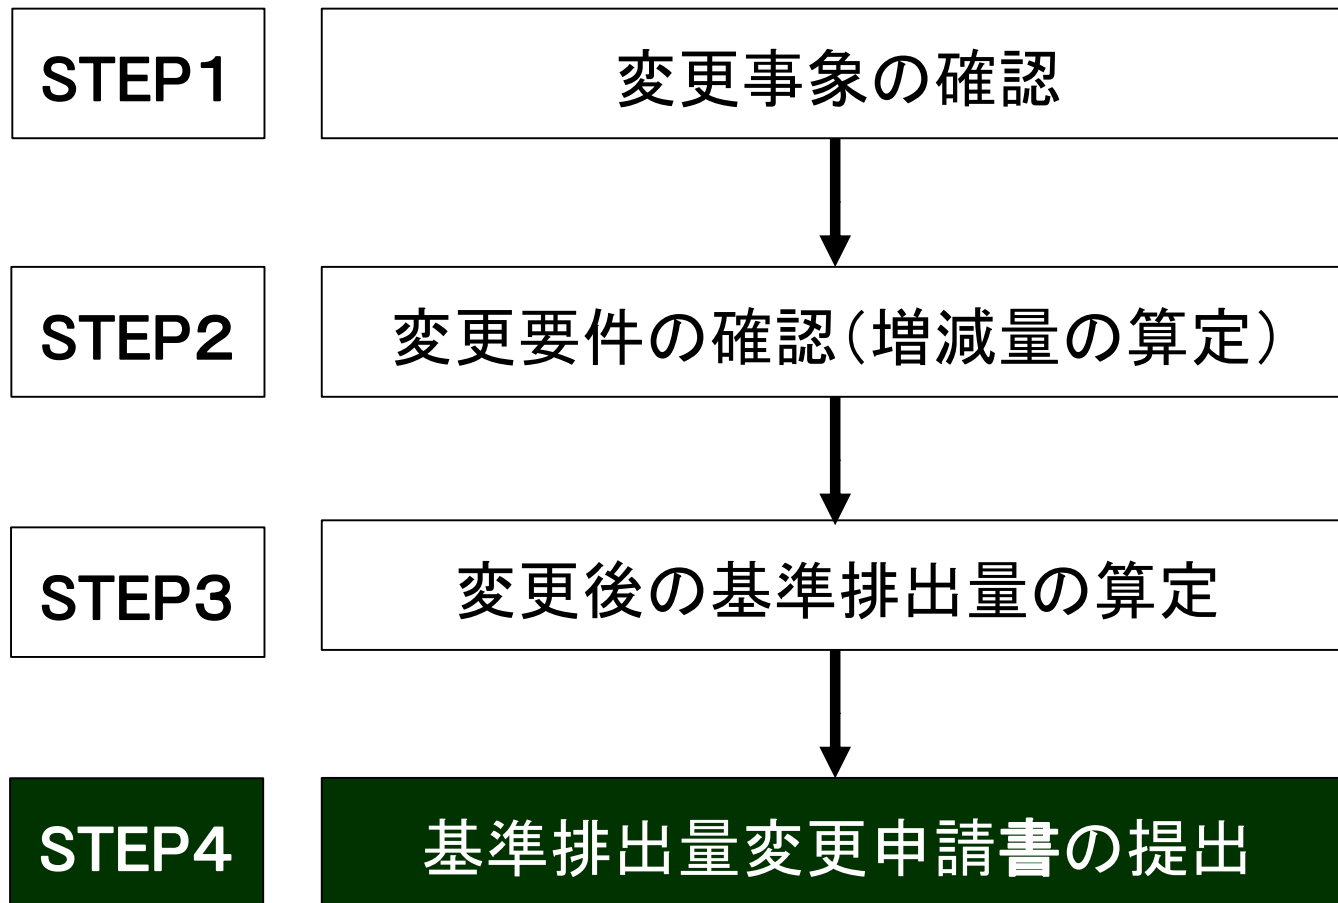 STEP1
変更事象の確認
STEP2
変更要件の確認(増減量の算定)
STEP3
変更後の基準排出量の算定
STEP4
基準排出量変更申請書の提出